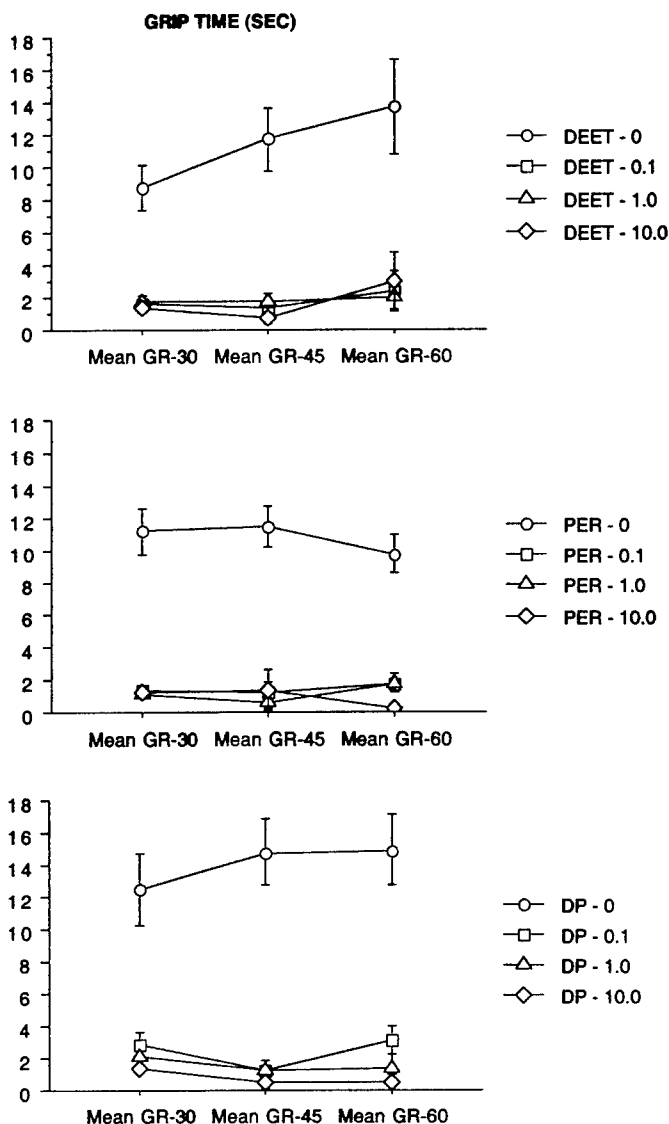 GRIP TIME (SEC)
18
16
14
12
10
8
6
4
2
0
Mean GR-30 Mean GR-45 Mean GR-60
DEET - 0
DEET - 0.1
DEET - 1.0
DEET - 10.0
18
16
14
12
10
8
6
4
2
0
Mean GR-30 Mean GR-45 Mean GR-60
PER - 0
PER - 0.1
PER - 1.0
PER - 10.0
18
16
14
12
10
8
6
4
2
0
Mean GR-30 Mean GR-45 Mean GR-60
DP - 0
DP - 0.1
DP - 1.0
DP - 10.0